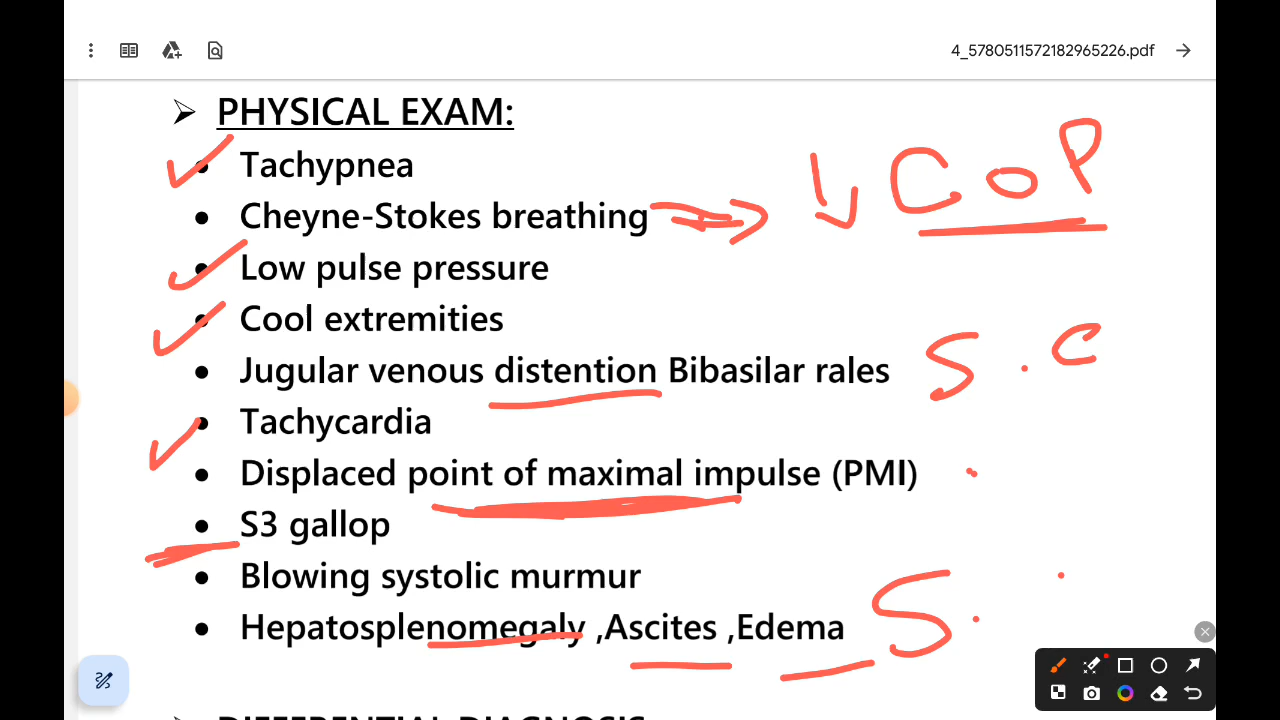 4_5780511572182965226.pdf
➢ PHYSICAL EXAM:
• Tachypnea
• Cheyne-Stokes breathing ↓ COP
• Low pulse pressure
• Cool extremities
• Jugular venous distention Bibasilar rales S.C
• Tachycardia
• Displaced point of maximal impulse (PMI)
• S3 gallop
• Blowing systolic murmur
• Hepatosplenomegaly ,Ascites ,Edema S.